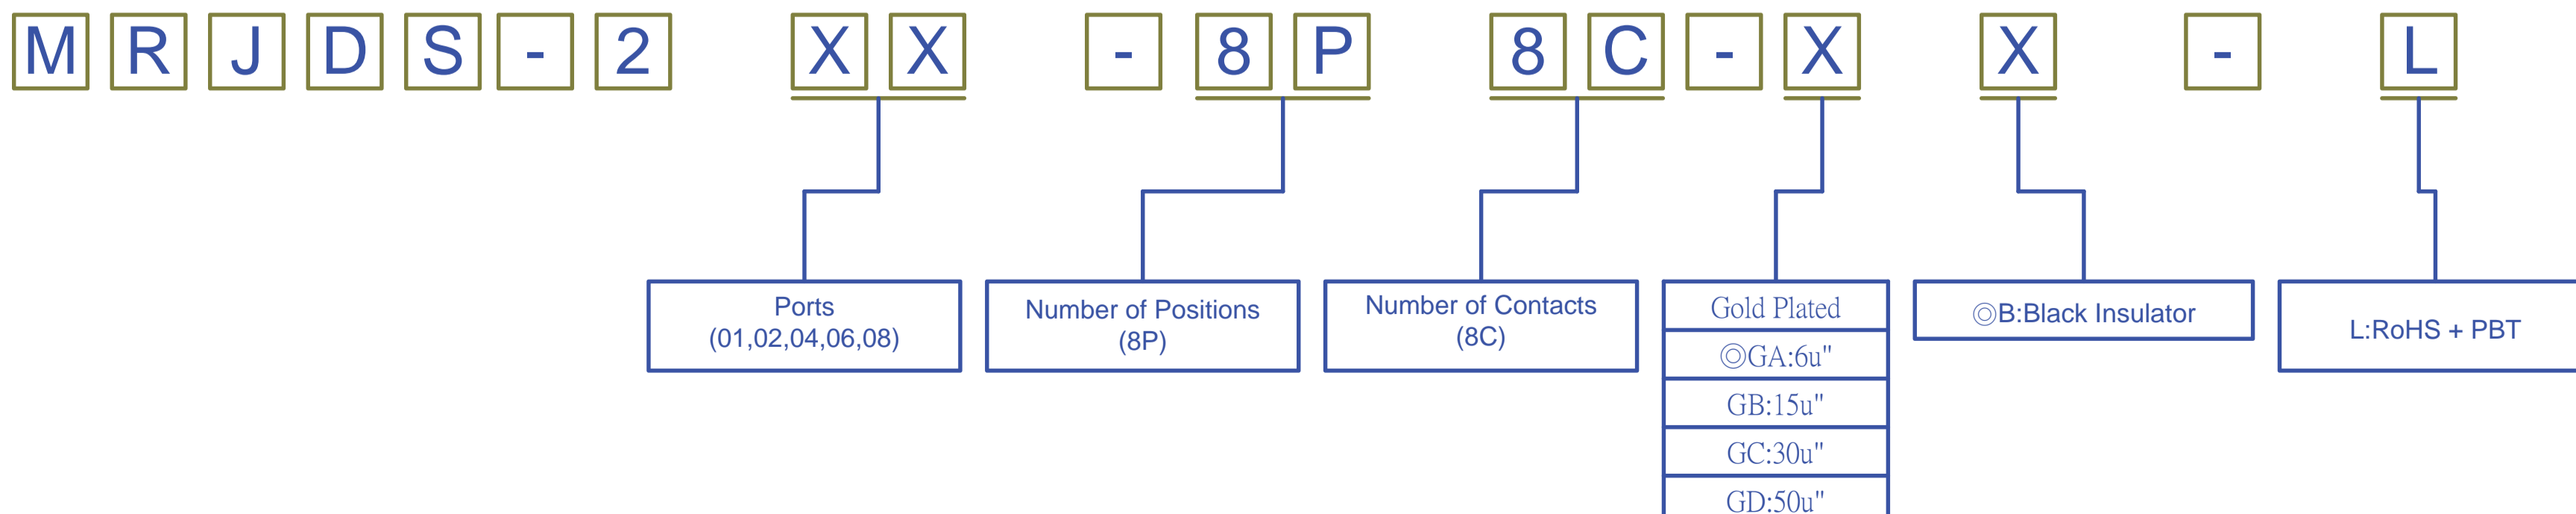 M R J D S - 2 X X - 8 P 8 C - X X - L
Ports
(01,02,04,06,08)
Number of Positions
(8P)
Number of Contacts
(8C)
Gold Plated
◎GA:6u"
GB:15u"
GC:30u"
GD:50u"
◎B:Black Insulator
L:RoHS + PBT